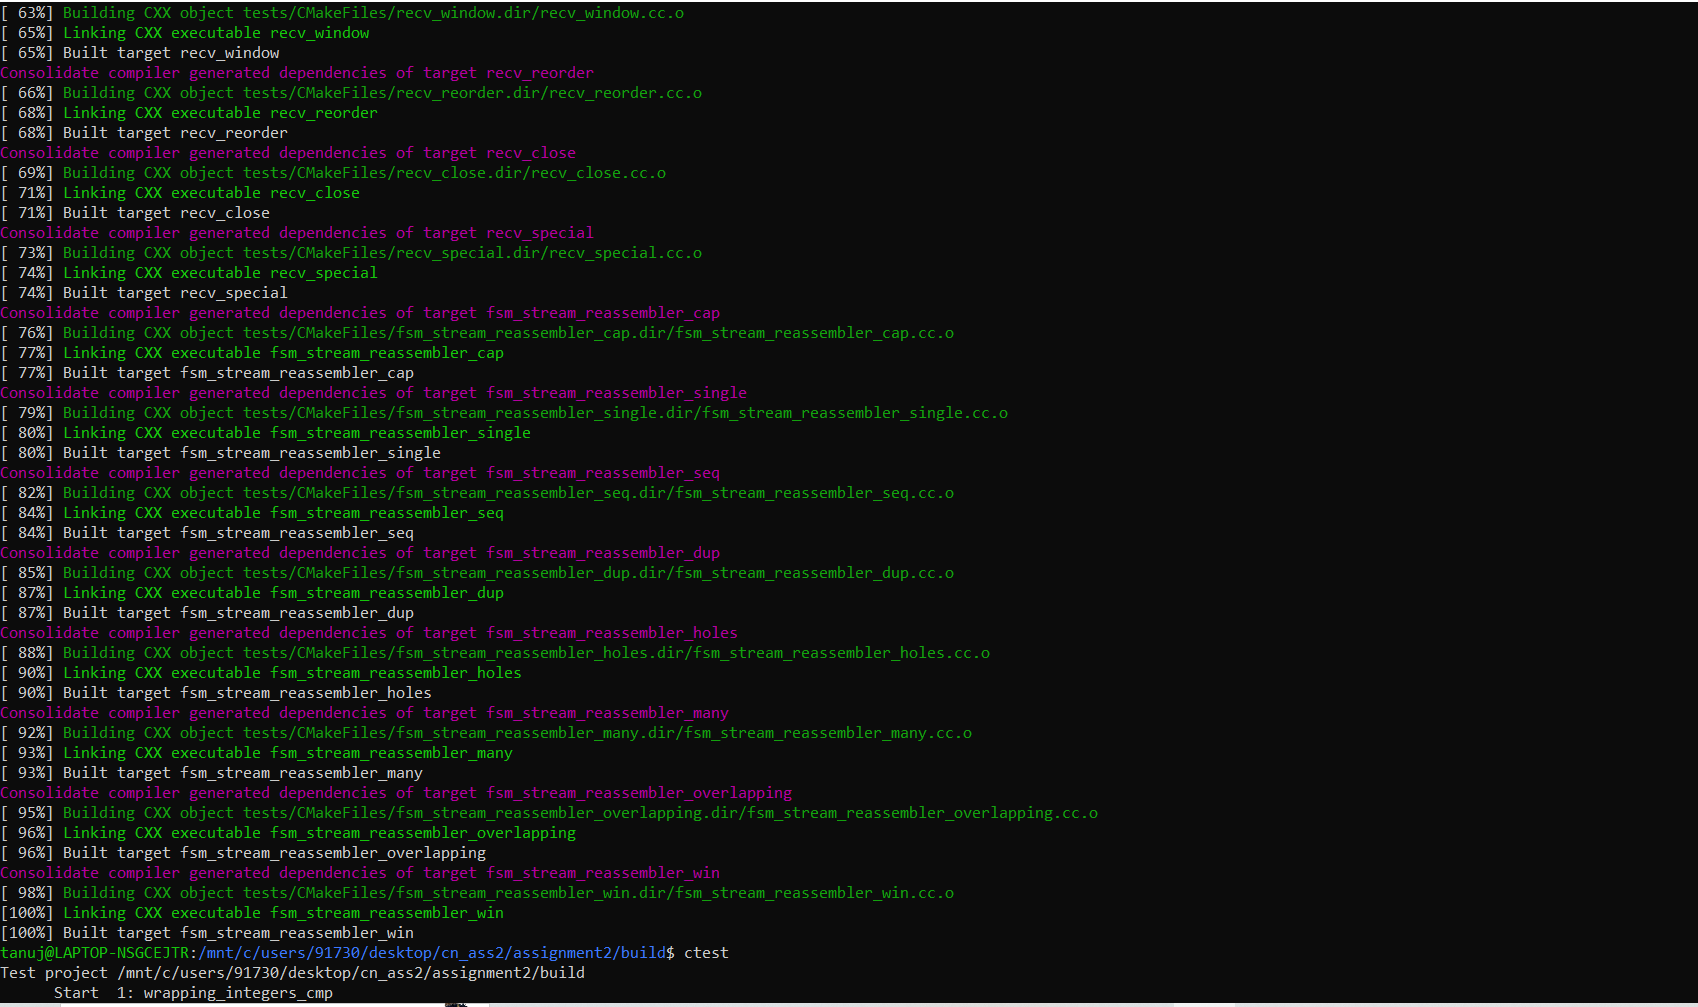 [ 63%] Building CXX object tests/CMakeFiles/recv_window.dir/recv_window.cc.o
[ 65%] Linking CXX executable recv_window
[ 65%] Built target recv_window
Consolidate compiler generated dependencies of target recv_reorder
[ 66%] Building CXX object tests/CMakeFiles/recv_reorder.dir/recv_reorder.cc.o
[ 68%] Linking CXX executable recv_reorder
[ 68%] Built target recv_reorder
Consolidate compiler generated dependencies of target recv_close
[ 69%] Building CXX object tests/CMakeFiles/recv_close.dir/recv_close.cc.o
[ 71%] Linking CXX executable recv_close
[ 71%] Built target recv_close
Consolidate compiler generated dependencies of target recv_special
[ 73%] Building CXX object tests/CMakeFiles/recv_special.dir/recv_special.cc.o
[ 74%] Linking CXX executable recv_special
[ 74%] Built target recv_special
Consolidate compiler generated dependencies of target fsm_stream_reassembler_cap
[ 76%] Building CXX object tests/CMakeFiles/fsm_stream_reassembler_cap.dir/fsm_stream_reassembler_cap.cc.o
[ 77%] Linking CXX executable fsm_stream_reassembler_cap
[ 77%] Built target fsm_stream_reassembler_cap
Consolidate compiler generated dependencies of target fsm_stream_reassembler_single
[ 79%] Building CXX object tests/CMakeFiles/fsm_stream_reassembler_single.dir/fsm_stream_reassembler_single.cc.o
[ 80%] Linking CXX executable fsm_stream_reassembler_single
[ 80%] Built target fsm_stream_reassembler_single
Consolidate compiler generated dependencies of target fsm_stream_reassembler_seq
[ 82%] Building CXX object tests/CMakeFiles/fsm_stream_reassembler_seq.dir/fsm_stream_reassembler_seq.cc.o
[ 84%] Linking CXX executable fsm_stream_reassembler_seq
[ 84%] Built target fsm_stream_reassembler_seq
Consolidate compiler generated dependencies of target fsm_stream_reassembler_dup
[ 85%] Building CXX object tests/CMakeFiles/fsm_stream_reassembler_dup.dir/fsm_stream_reassembler_dup.cc.o
[ 87%] Linking CXX executable fsm_stream_reassembler_dup
[ 87%] Built target fsm_stream_reassembler_dup
Consolidate compiler generated dependencies of target fsm_stream_reassembler_holes
[ 88%] Building CXX object tests/CMakeFiles/fsm_stream_reassembler_holes.dir/fsm_stream_reassembler_holes.cc.o
[ 90%] Linking CXX executable fsm_stream_reassembler_holes
[ 90%] Built target fsm_stream_reassembler_holes
Consolidate compiler generated dependencies of target fsm_stream_reassembler_many
[ 92%] Building CXX object tests/CMakeFiles/fsm_stream_reassembler_many.dir/fsm_stream_reassembler_many.cc.o
[ 93%] Linking CXX executable fsm_stream_reassembler_many
[ 93%] Built target fsm_stream_reassembler_many
Consolidate compiler generated dependencies of target fsm_stream_reassembler_overlapping
[ 95%] Building CXX object tests/CMakeFiles/fsm_stream_reassembler_overlapping.dir/fsm_stream_reassembler_overlapping.cc.o
[ 96%] Linking CXX executable fsm_stream_reassembler_overlapping
[ 96%] Built target fsm_stream_reassembler_overlapping
Consolidate compiler generated dependencies of target fsm_stream_reassembler_win
[ 98%] Building CXX object tests/CMakeFiles/fsm_stream_reassembler_win.dir/fsm_stream_reassembler_win.cc.o
[100%] Linking CXX executable fsm_stream_reassembler_win
[100%] Built target fsm_stream_reassembler_win
tanuj@LAPTOP-NSGCEJTR:/mnt/c/users/91730/desktop/cn_ass2/assignment2/build$ ctest
Test project /mnt/c/users/91730/desktop/cn_ass2/assignment2/build
      Start  1: wrapping_integers_cmp